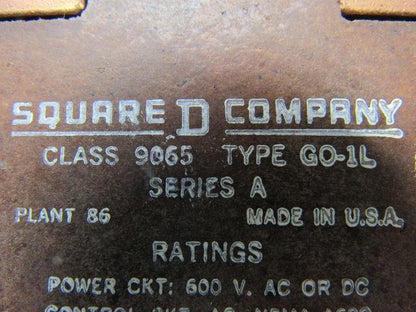 SQUARE D COMPANY
CLASS 9065 TYPE GO-1L
SERIES A
PLANT 86 MADE IN U.S.A.
RATINGS
POWER CKT: 600 V. AC OR DC
CONTROL